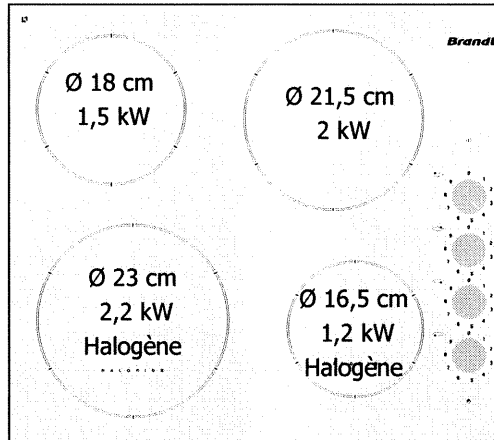 Brandt
Ø 18 cm
1,5 kW
Ø 21,5 cm
2 kW
Ø 23 cm
2,2 kW
Halogène
HALOGENE
Ø 16,5 cm
1,2 kW
Halogène